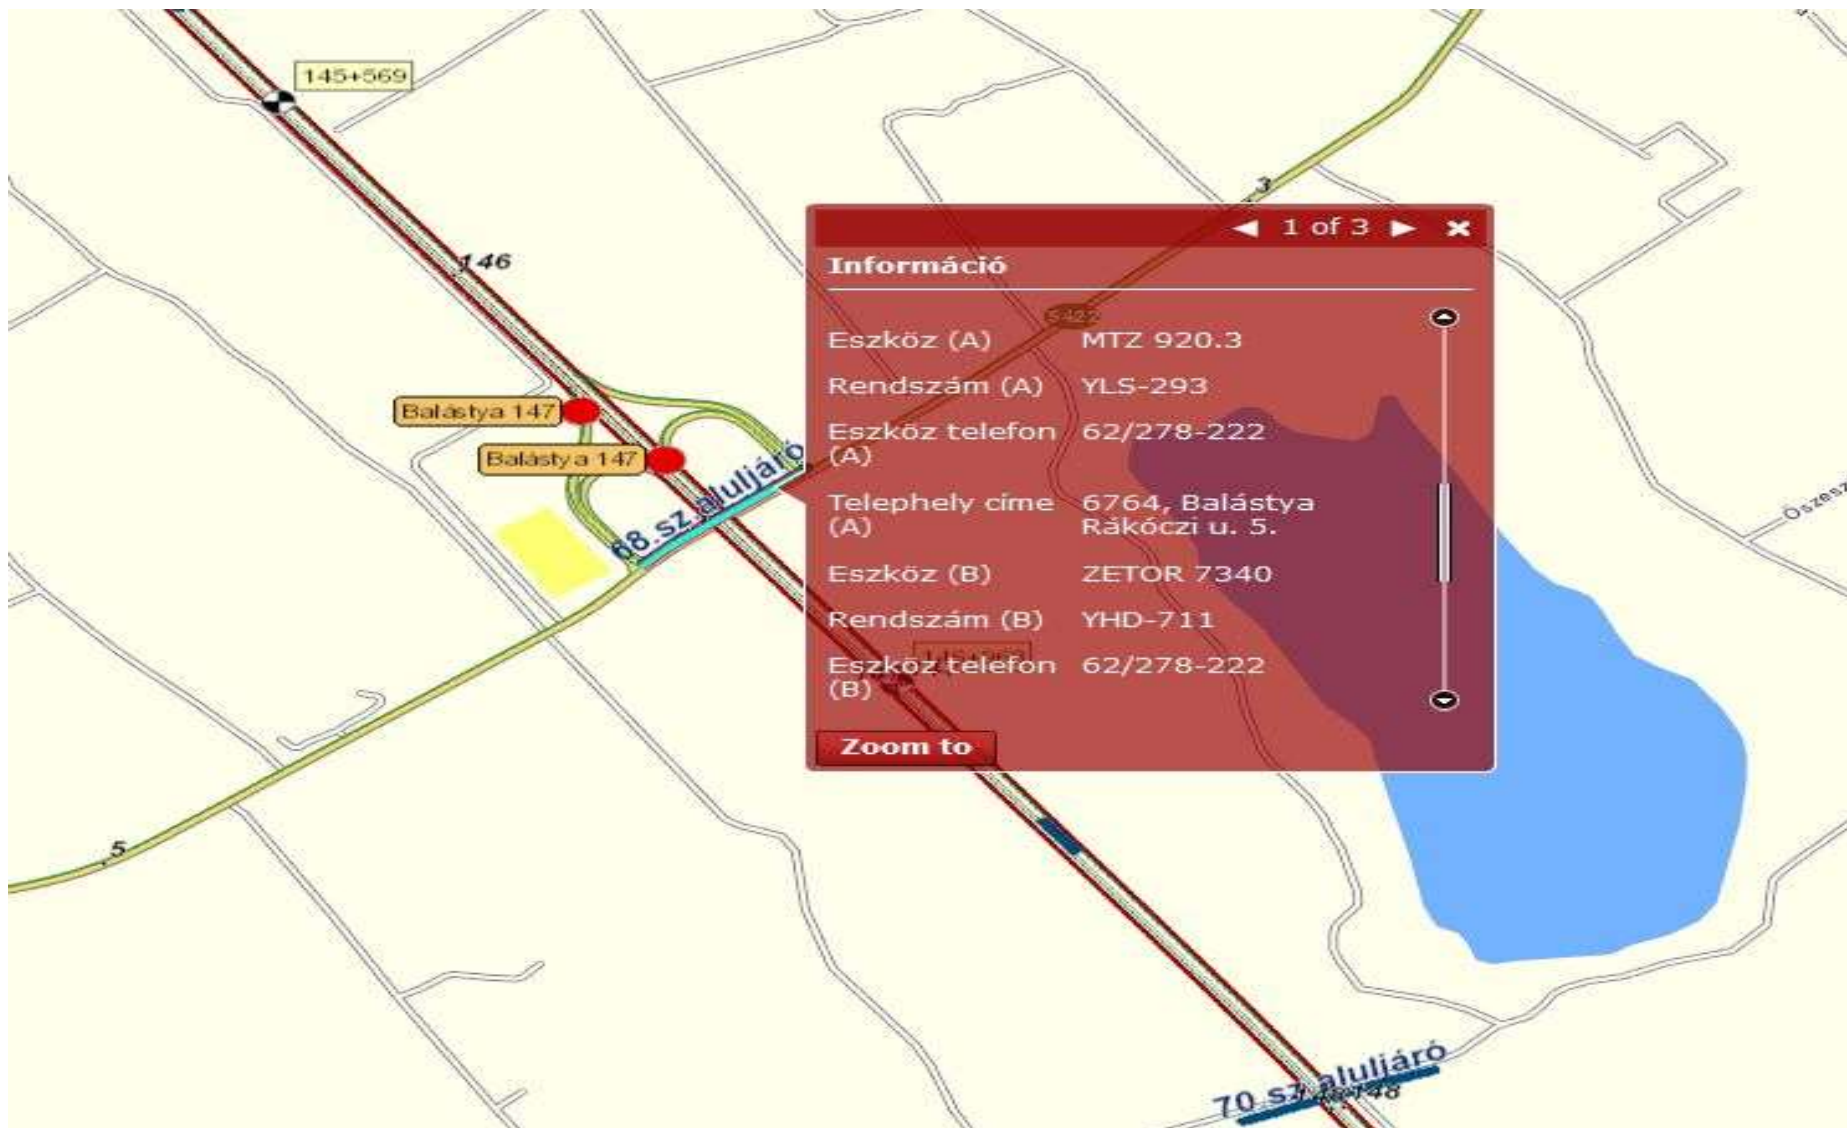 145+569
3
1 of 3
146
Információ
5422
Eszköz (A) MTZ 920.3
Rendszám (A) YLS-293
Balástya 147
Eszköz telefon 62/278-222
(A)
Balástya 147
68.sz.aluljáró
Telephely címe 6764, Balástya
(A) Rákóczi u. 5.
Eszköz (B) ZETOR 7340
Rendszám (B) YHD-711
Eszköz telefon 62/278-222
(B)
Zoom to
5
70 sz.aluljáró
148